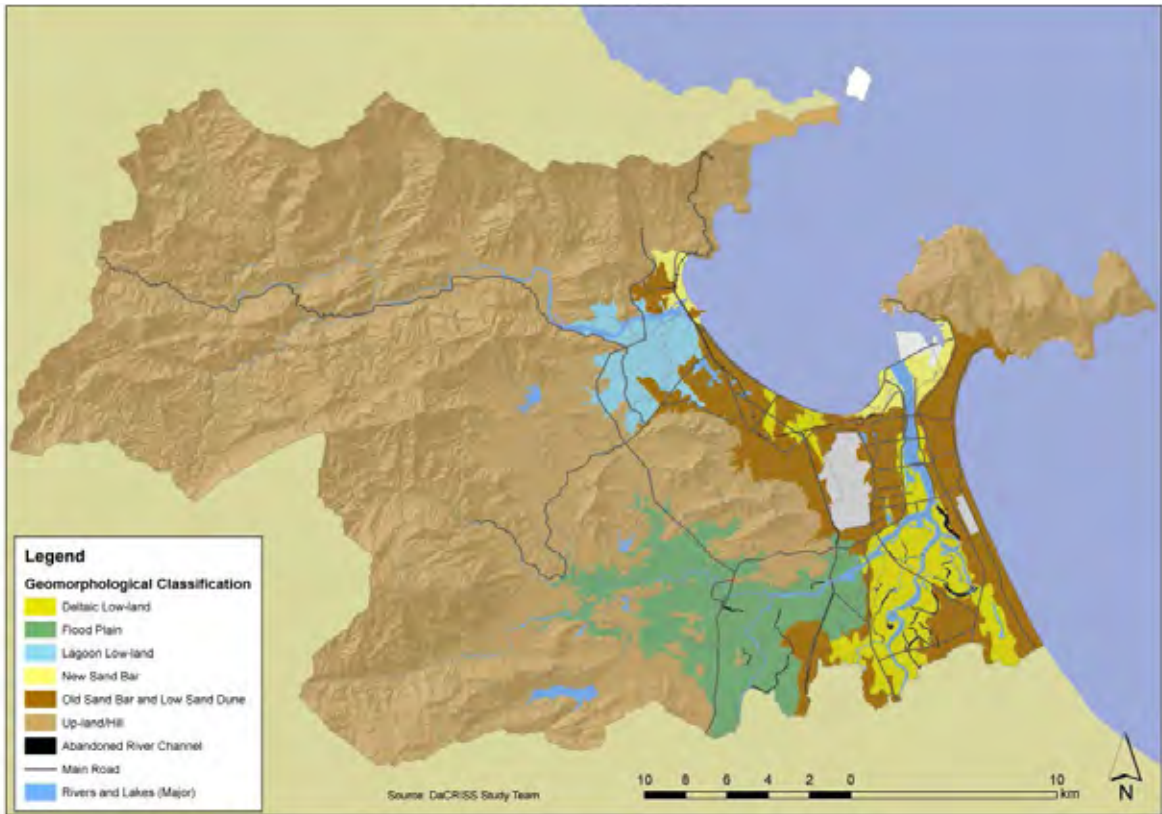 Legend
Geomorphological Classification
Deltaic Low-land
Flood Plain
Lagoon Low-land
New Sand Bar
Old Sand Bar and Low Sand Dune
Up-land/Hill
Abandoned River Channel
Main Road
Rivers and Lakes (Major)
Source: DaCRISS Study Team
10 8 6 4 2 0 10
km
N